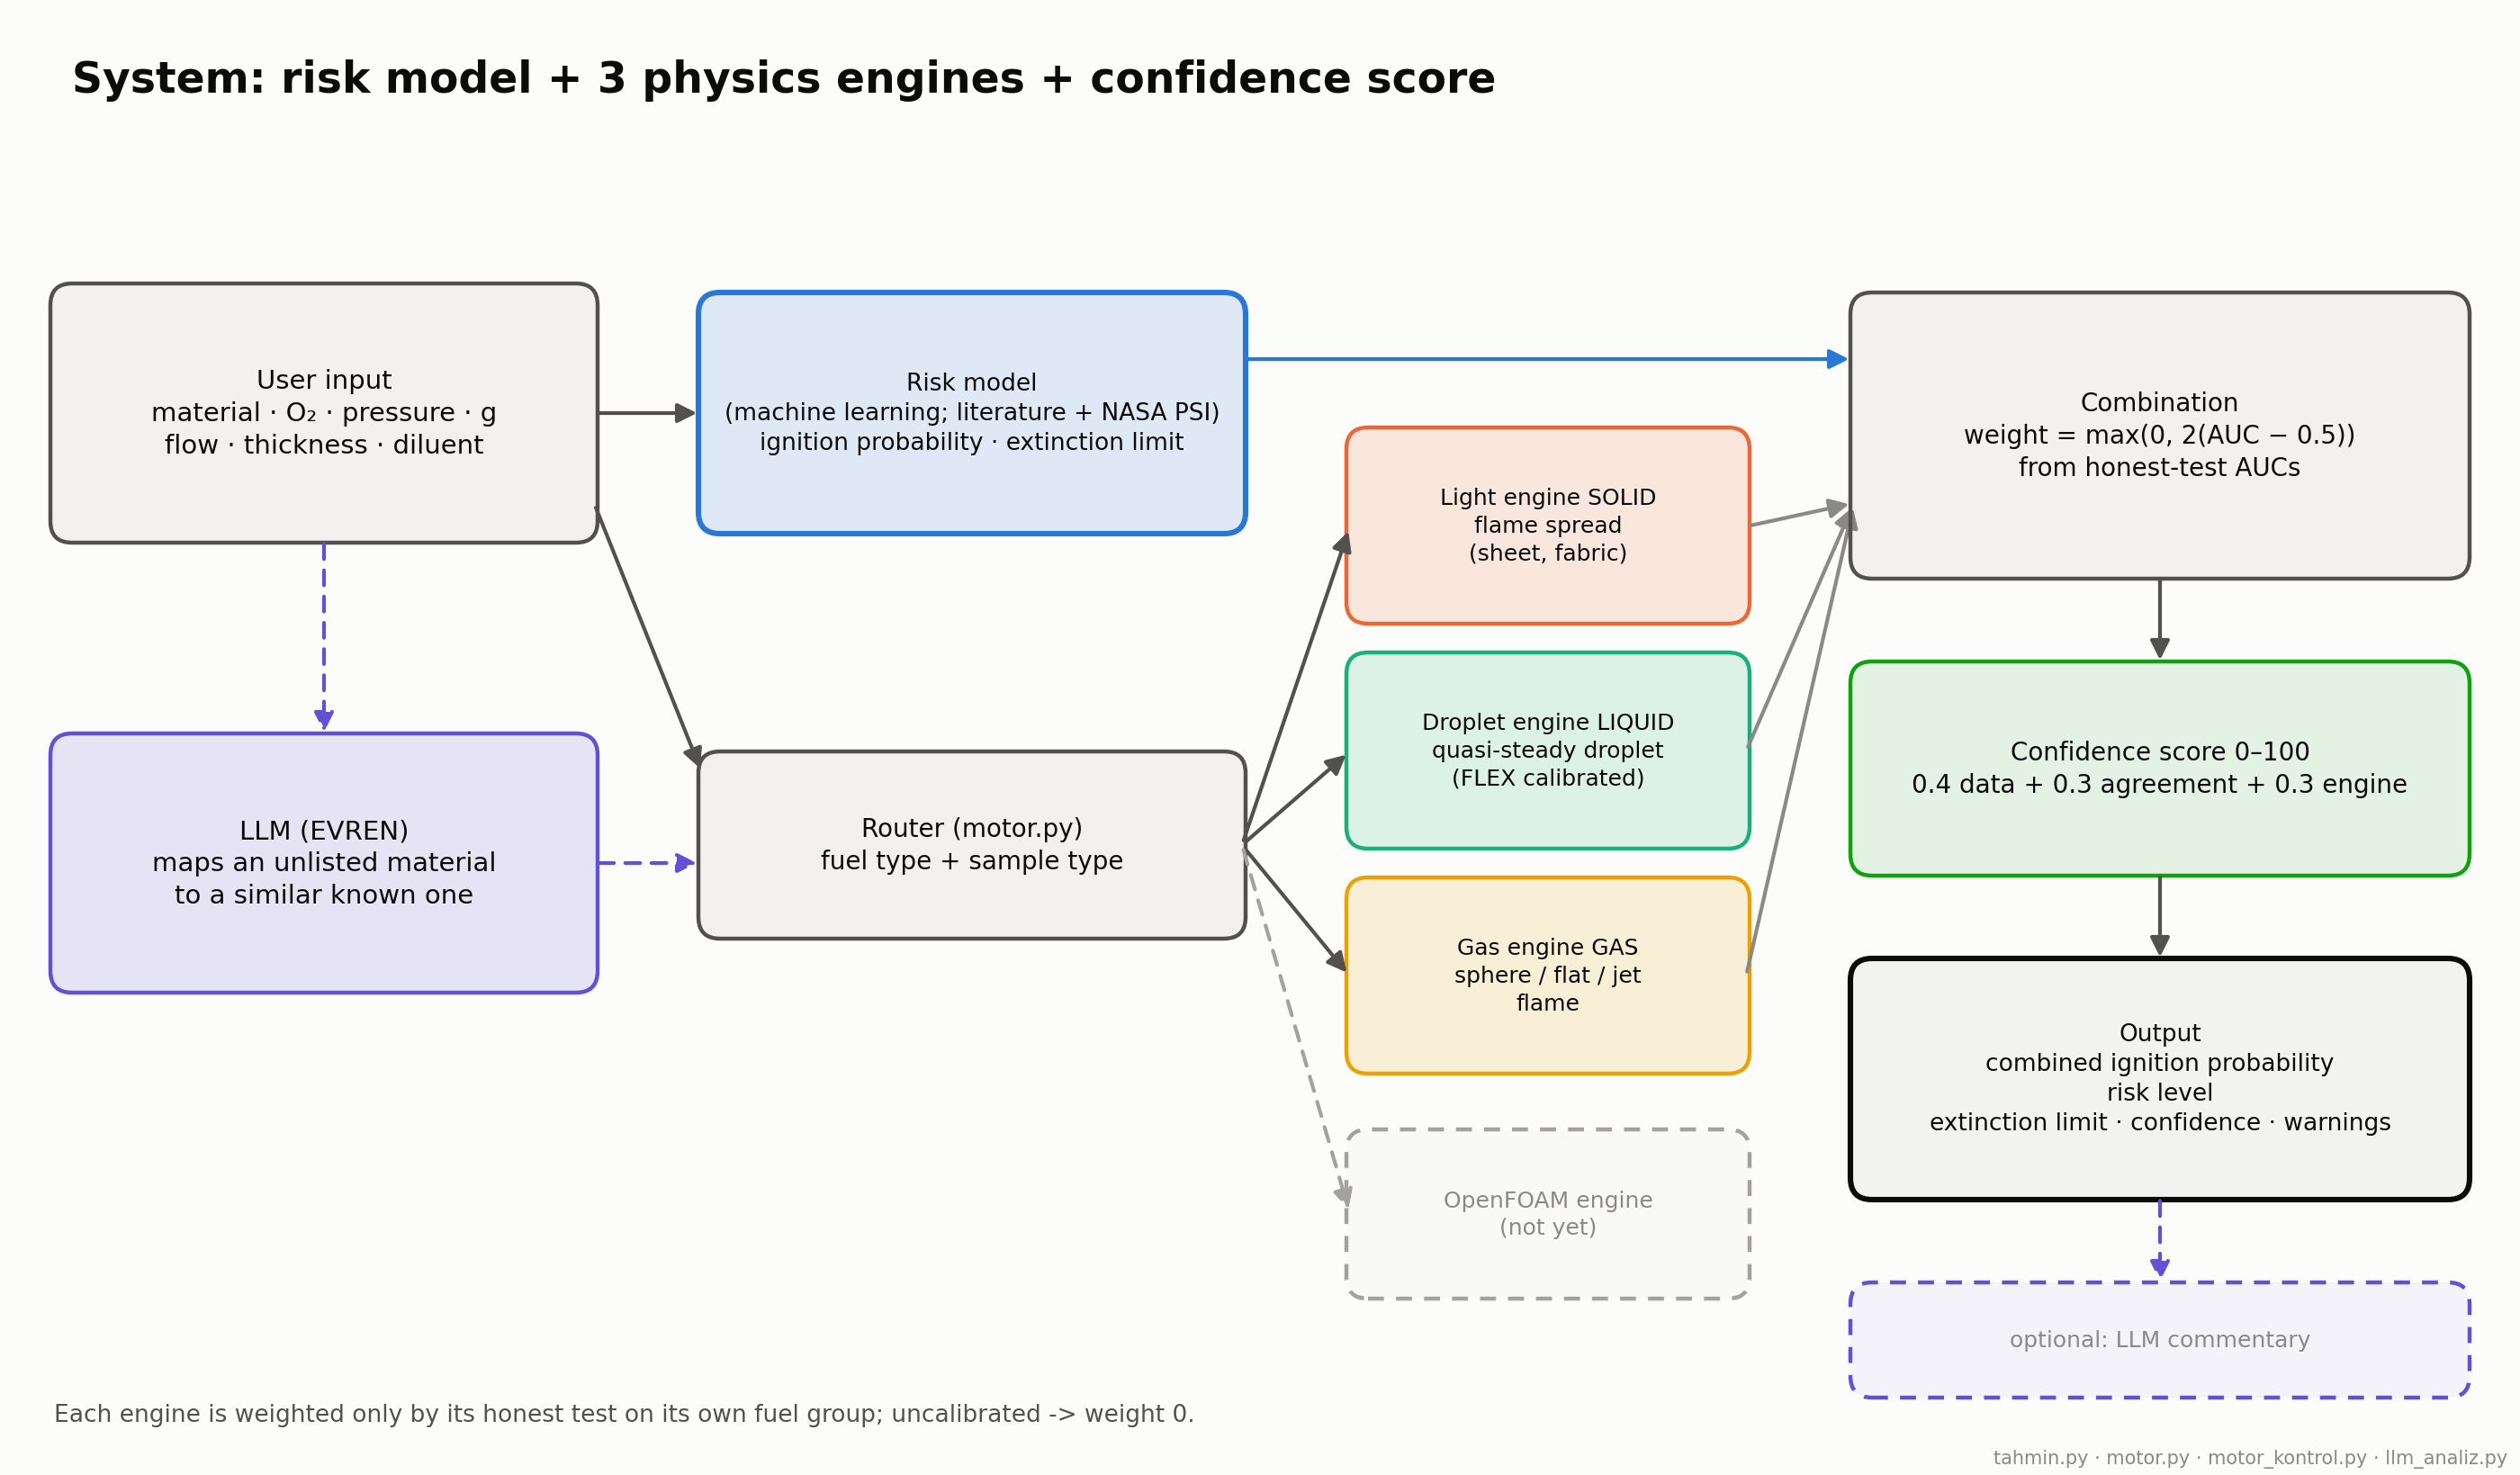 System: risk model + 3 physics engines + confidence score
User input
material · O₂ · pressure · g
flow · thickness · diluent
Risk model
(machine learning; literature + NASA PSI)
ignition probability · extinction limit
LLM (EVREN)
maps an unlisted material
to a similar known one
Router (motor.py)
fuel type + sample type
Light engine SOLID
flame spread
(sheet, fabric)
Droplet engine LIQUID
quasi-steady droplet
(FLEX calibrated)
Gas engine GAS
sphere / flat / jet
flame
OpenFOAM engine
(not yet)
Combination
weight = max(0, 2(AUC − 0.5))
from honest-test AUCs
Confidence score 0–100
0.4 data + 0.3 agreement + 0.3 engine
Output
combined ignition probability
risk level
extinction limit · confidence · warnings
optional: LLM commentary
Each engine is weighted only by its honest test on its own fuel group; uncalibrated -> weight 0.
tahmin.py · motor.py · motor_kontrol.py · llm_analiz.py